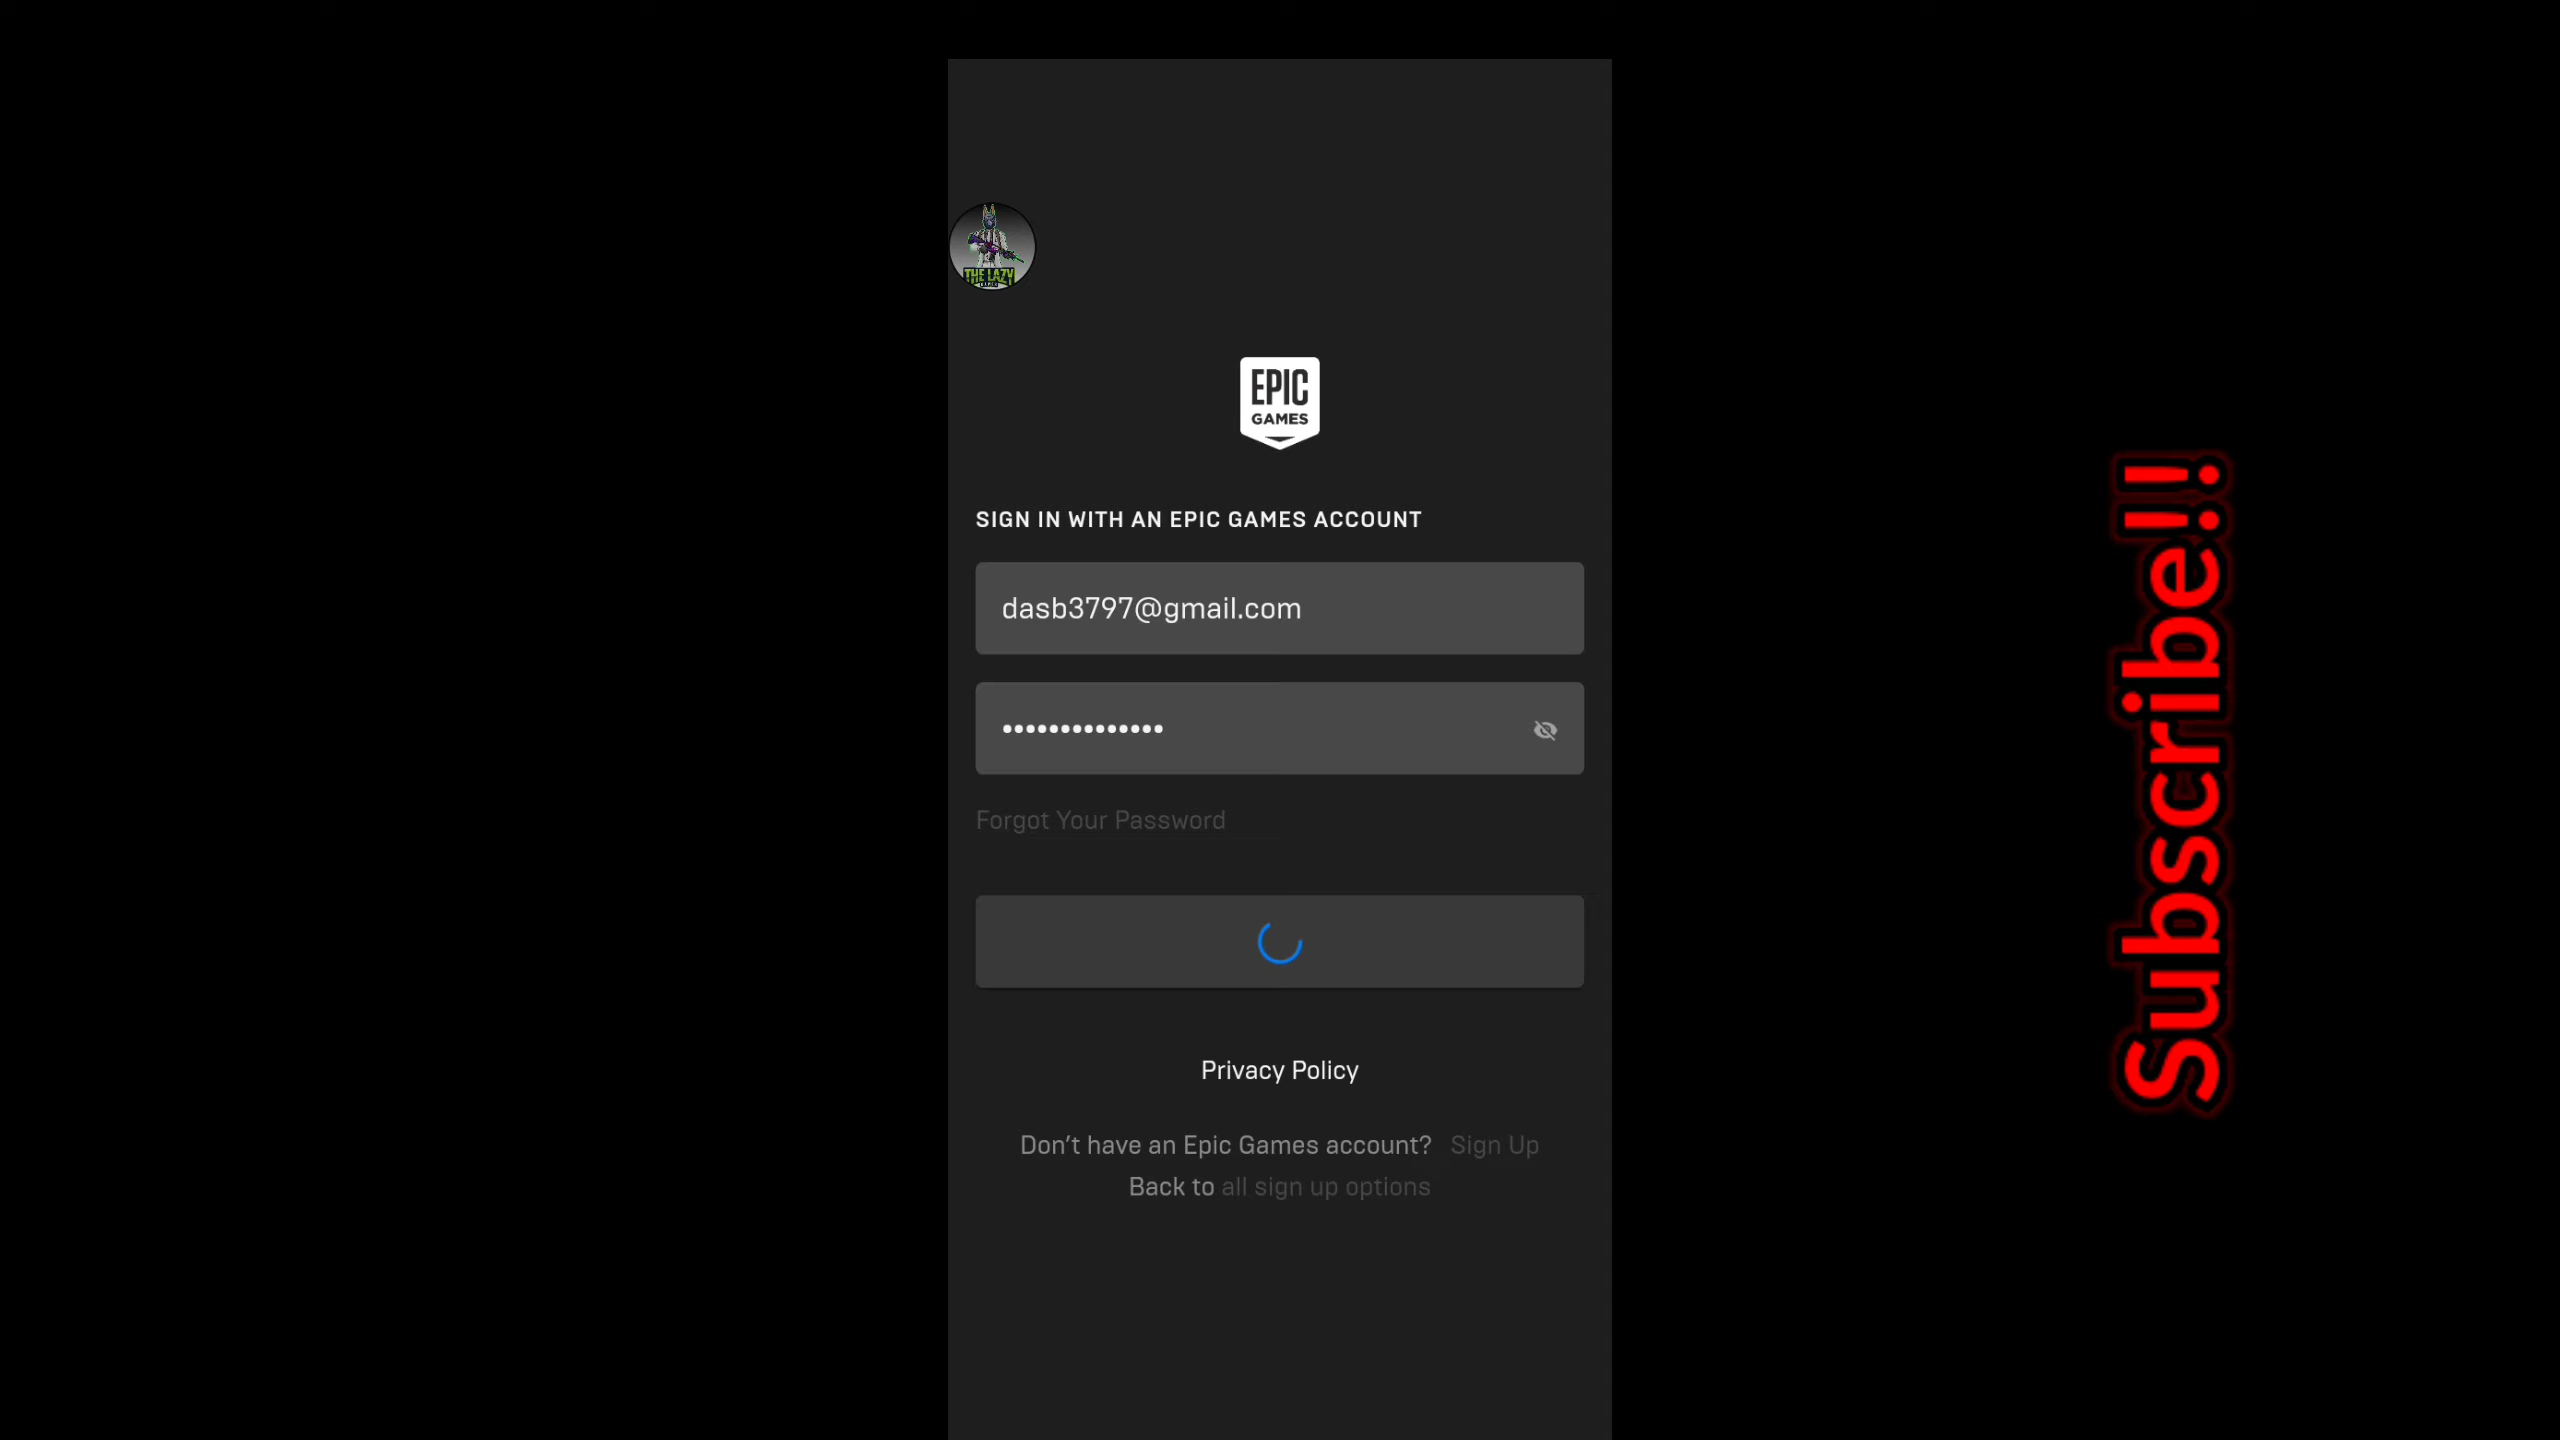 THE LAZY
GAMER
EPIC
GAMES
SIGN IN WITH AN EPIC GAMES ACCOUNT
dasb3797@gmail.com
••••••••••••••
Forgot Your Password
Privacy Policy
Don't have an Epic Games account? Sign Up
Back to all sign up options
Subscribe!!